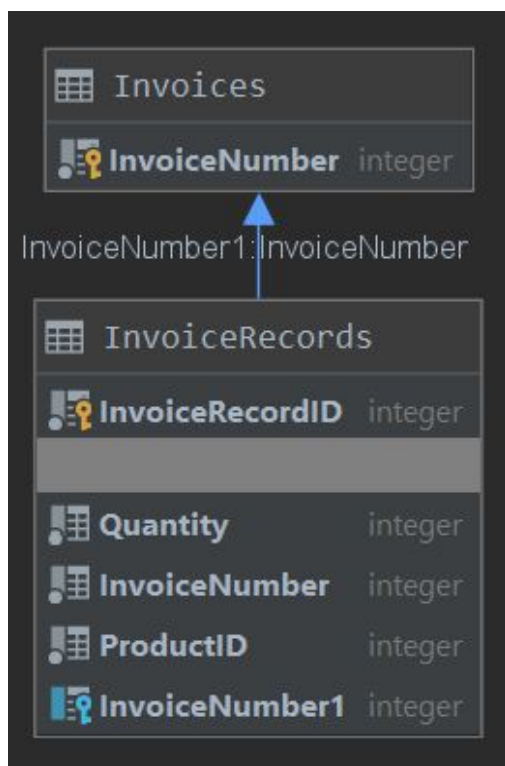 Invoices
InvoiceNumber integer
InvoiceNumber1:InvoiceNumber
InvoiceRecords
InvoiceRecordID integer
Quantity integer
InvoiceNumber integer
ProductID integer
InvoiceNumber1 integer